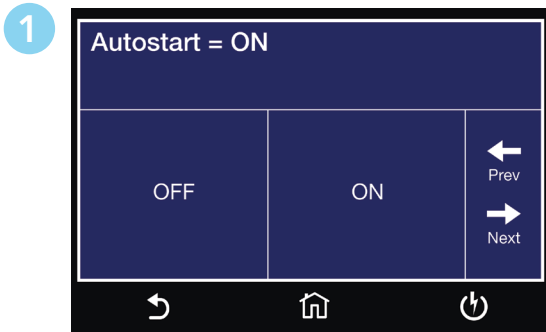 1
Autostart = ON
OFF
ON
Prev
Next